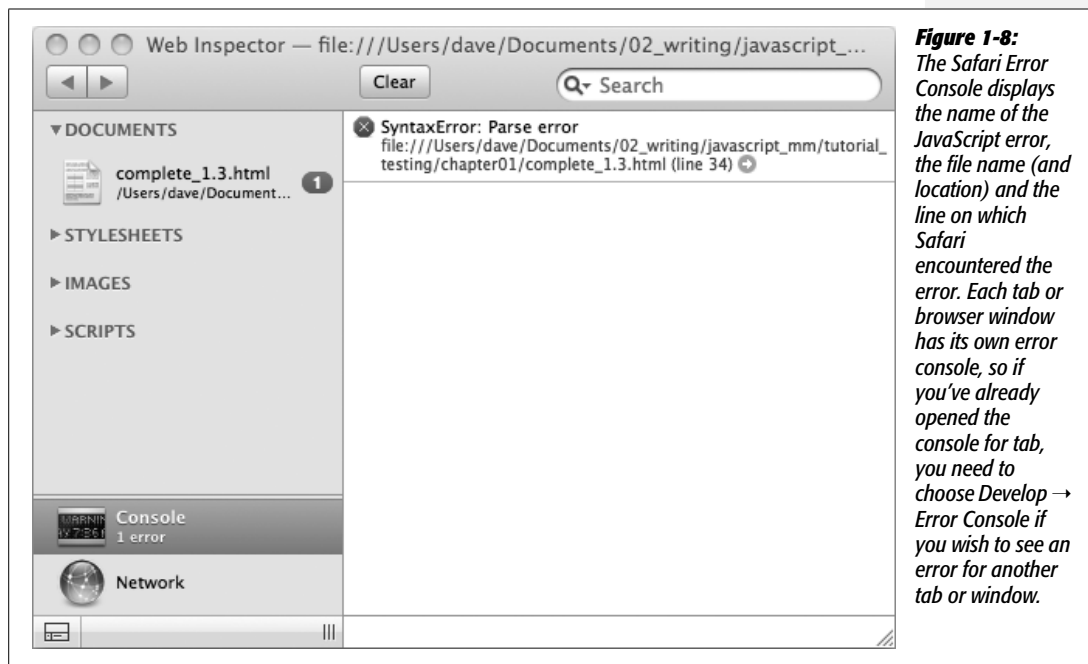 Web Inspector — file:///Users/dave/Documents/02_writing/javascript_...
Clear
Search
DOCUMENTS
complete_1.3.html
/Users/dave/Document...
1
STYLESHEETS
IMAGES
SCRIPTS
Console
1 error
Network
SyntaxError: Parse error
file:///Users/dave/Documents/02_writing/javascript_mm/tutorial_
testing/chapter01/complete_1.3.html (line 34)
Figure 1-8:
The Safari Error
Console displays
the name of the
JavaScript error,
the file name (and
location) and the
line on which
Safari
encountered the
error. Each tab or
browser window
has its own error
console, so if
you've already
opened the
console for tab,
you need to
choose Develop →
Error Console if
you wish to see an
error for another
tab or window.